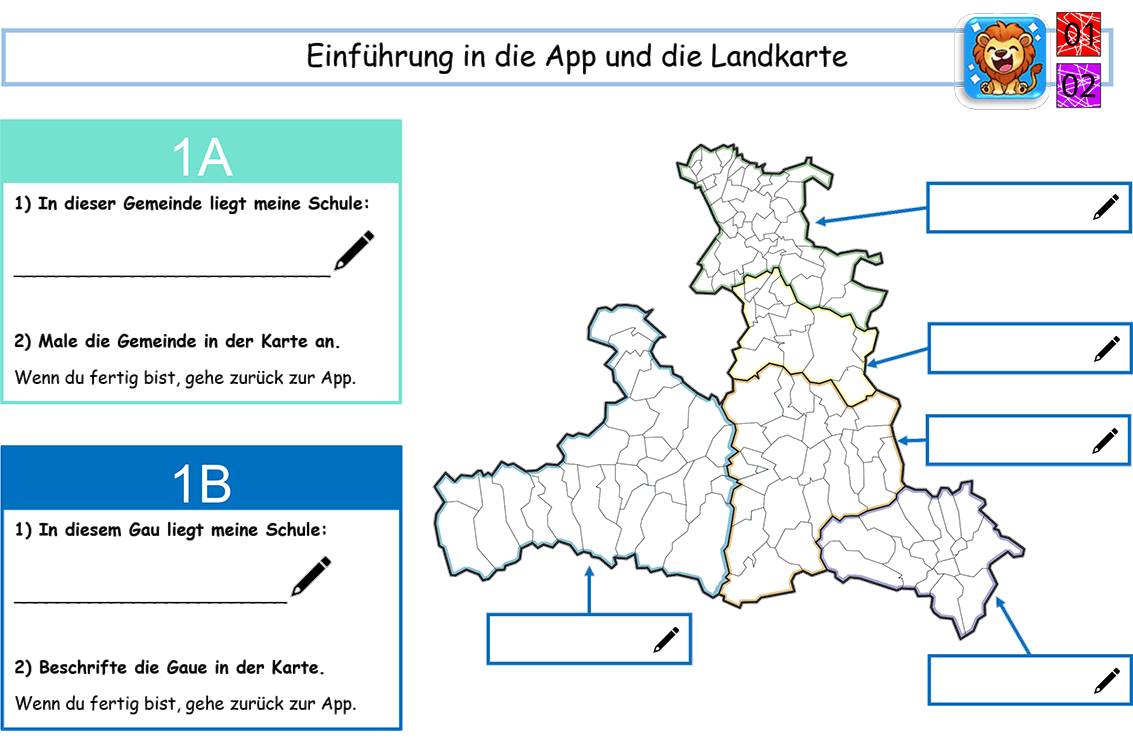 Einführung in die App und die Landkarte
01
02
1A
1) In dieser Gemeinde liegt meine Schule:
2) Male die Gemeinde in der Karte an.
Wenn du fertig bist, gehe zurück zur App.
1B
1) In diesem Gau liegt meine Schule:
2) Beschrifte die Gaue in der Karte.
Wenn du fertig bist, gehe zurück zur App.